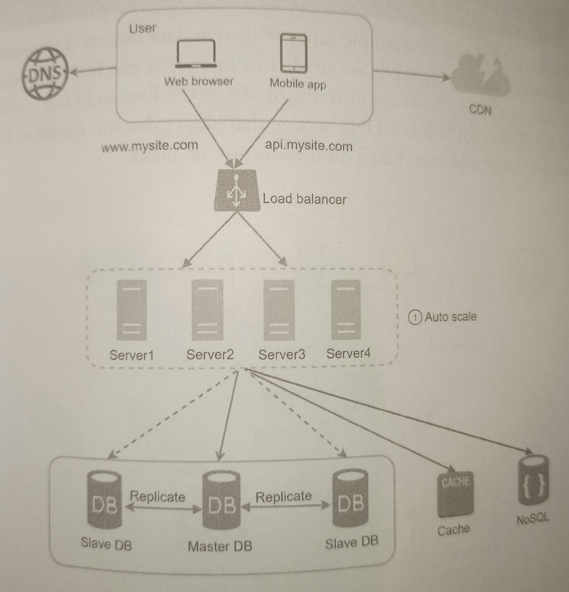 User
DNS
Web browser
Mobile app
CDN
www.mysite.com
api.mysite.com
Load balancer
1 Auto scale
Server1
Server2
Server3
Server4
DB
Replicate
DB
Replicate
DB
CACHE
{ }
Slave DB
Master DB
Slave DB
Cache
NoSQL